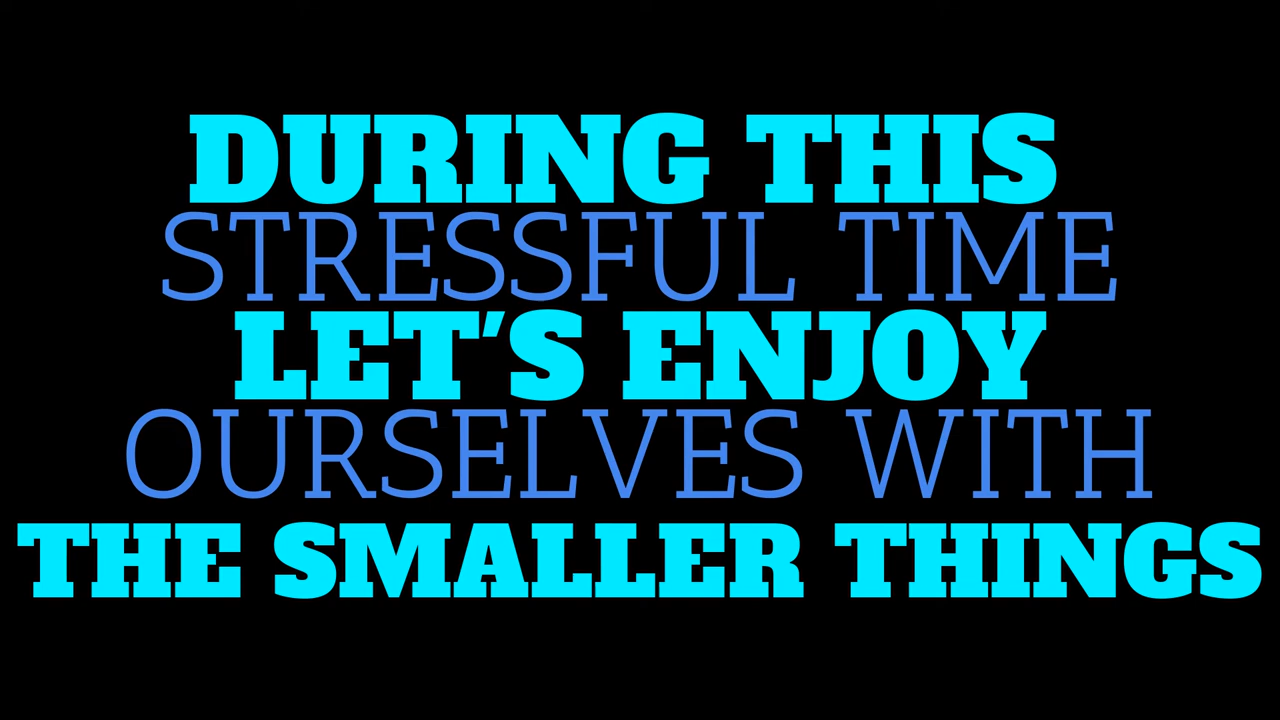 DURING THIS
STRESSFUL TIME
LET'S ENJOY
OURSELVES WITH
THE SMALLER THINGS